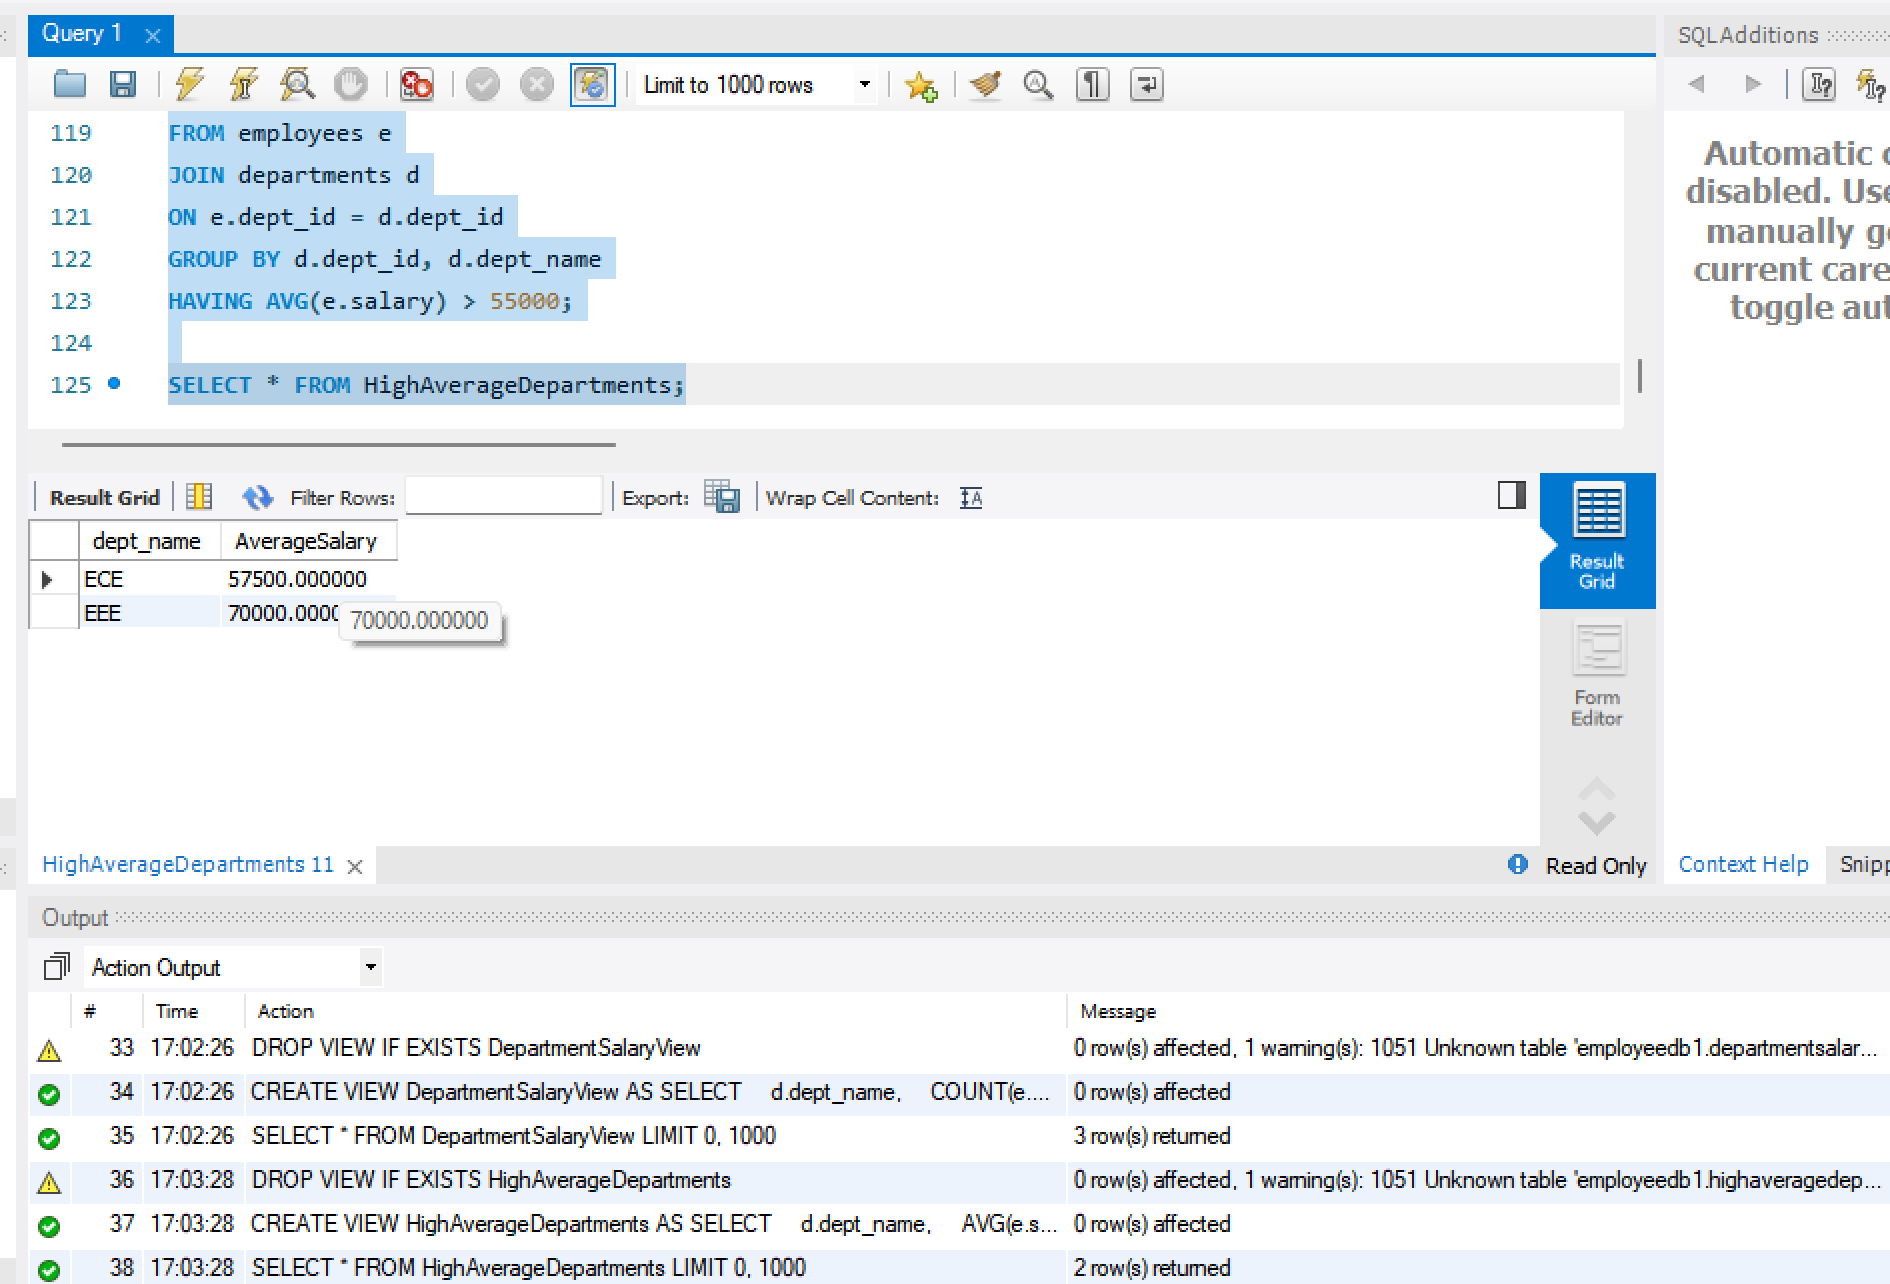 Query 1
SQLAdditions
Limit to 1000 rows
119 FROM employees e
120 JOIN departments d
121 ON e.dept_id = d.dept_id
122 GROUP BY d.dept_id, d.dept_name
123 HAVING AVG(e.salary) > 55000;
124
125 SELECT * FROM HighAverageDepartments;
Automatic
disabled. Use
manually
current
toggle
Result Grid Filter Rows: Export: Wrap Cell Content:
dept_name AverageSalary
ECE 57500.000000
EEE 70000.0000
70000.000000
Result
Grid
Form
Editor
HighAverageDepartments 11
Read Only
Context Help
Output
Action Output
# Time Action Message
33 17:02:26 DROP VIEW IF EXISTS DepartmentSalaryView 0 row(s) affected, 1 warning(s): 1051 Unknown table 'employeedb1.departmentsalar...
34 17:02:26 CREATE VIEW DepartmentSalaryView AS SELECT d.dept_name, COUNT(e.... 0 row(s) affected
35 17:02:26 SELECT * FROM DepartmentSalaryView LIMIT 0, 1000 3 row(s) returned
36 17:03:28 DROP VIEW IF EXISTS HighAverageDepartments 0 row(s) affected, 1 warning(s): 1051 Unknown table 'employeedb1.highaveragedep...
37 17:03:28 CREATE VIEW HighAverageDepartments AS SELECT d.dept_name, AVG(e.s... 0 row(s) affected
38 17:03:28 SELECT * FROM HighAverageDepartments LIMIT 0, 1000 2 row(s) returned